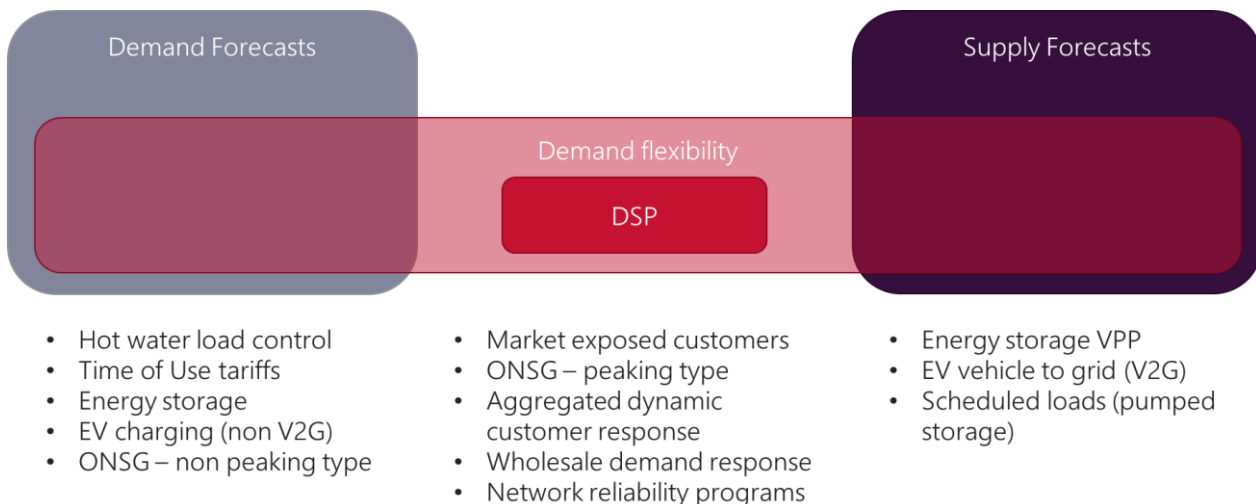 Demand Forecasts
Supply Forecasts
Demand flexibility
DSP
• Hot water load control
• Time of Use tariffs
• Energy storage
• EV charging (non V2G)
• ONSG – non peaking type
• Market exposed customers
• ONSG – peaking type
• Aggregated dynamic
customer response
• Wholesale demand response
• Network reliability programs
• Energy storage VPP
• EV vehicle to grid (V2G)
• Scheduled loads (pumped
storage)